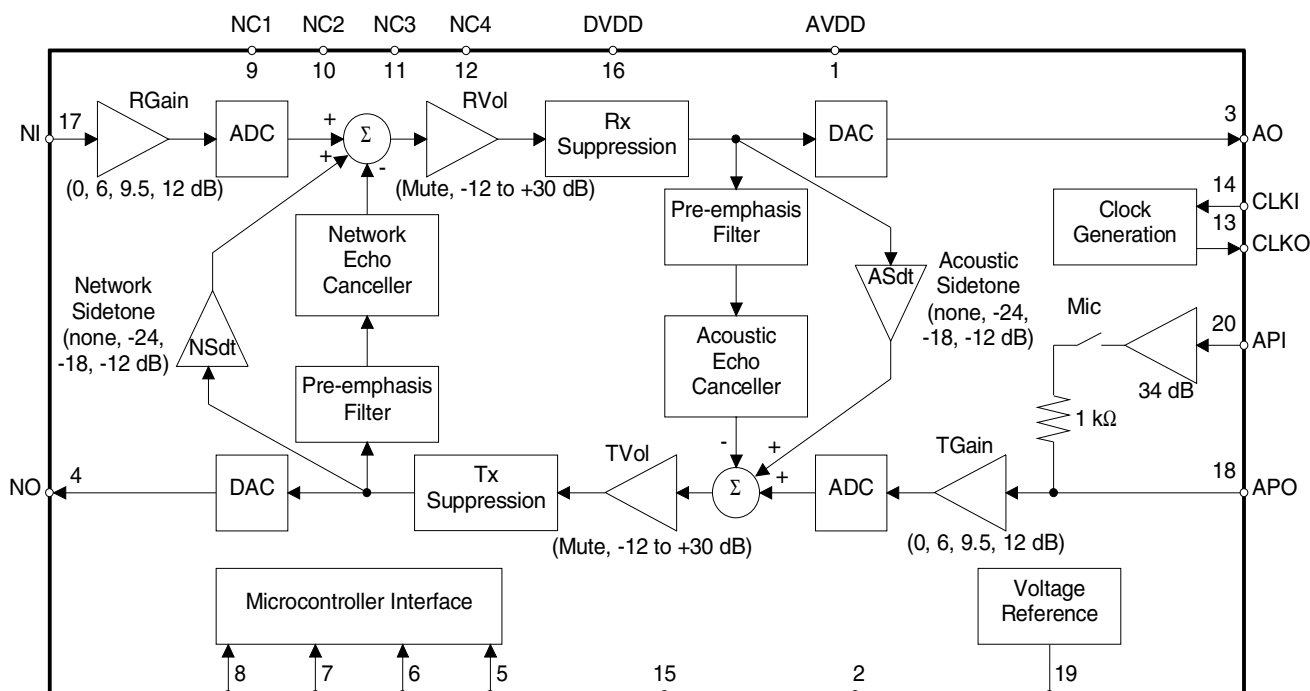 NC1 NC2 NC3 NC4 DVDD AVDD
9 10 11 12 16 1
NI 17
RGain
(0, 6, 9.5, 12 dB)
ADC
+
+
-
Σ
RVol
(Mute, -12 to +30 dB)
Rx
Suppression
DAC
3 AO
14 CLKI
13 CLKO
Clock
Generation
Pre-emphasis
Filter
Network
Echo
Canceller
Network
Sidetone
(none, -24,
-18, -12 dB)
NSdt
ASdt
Acoustic
Sidetone
(none, -24,
-18, -12 dB)
Mic
20 API
34 dB
Acoustic
Echo
Canceller
Pre-emphasis
Filter
1 kΩ
-
+
+
Σ
TVol
(Mute, -12 to +30 dB)
TGain
(0, 6, 9.5, 12 dB)
18 APO
NO 4
DAC
Tx
Suppression
ADC
Microcontroller Interface
Voltage
Reference
8 7 6 5 15 2 19